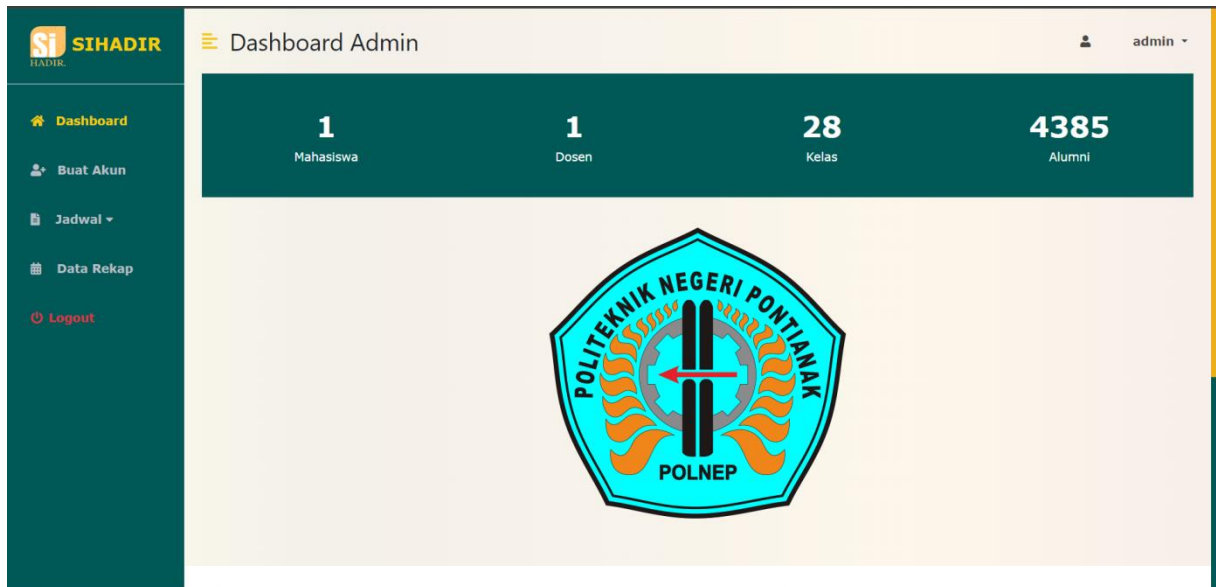 Si
HADIR.
SIHADIR
Dashboard Admin
admin
Dashboard
Buat Akun
Jadwal
Data Rekap
Logout
1
Mahasiswa
1
Dosen
28
Kelas
4385
Alumni
POLITEKNIK NEGERI PONTIANAK
POLNEP